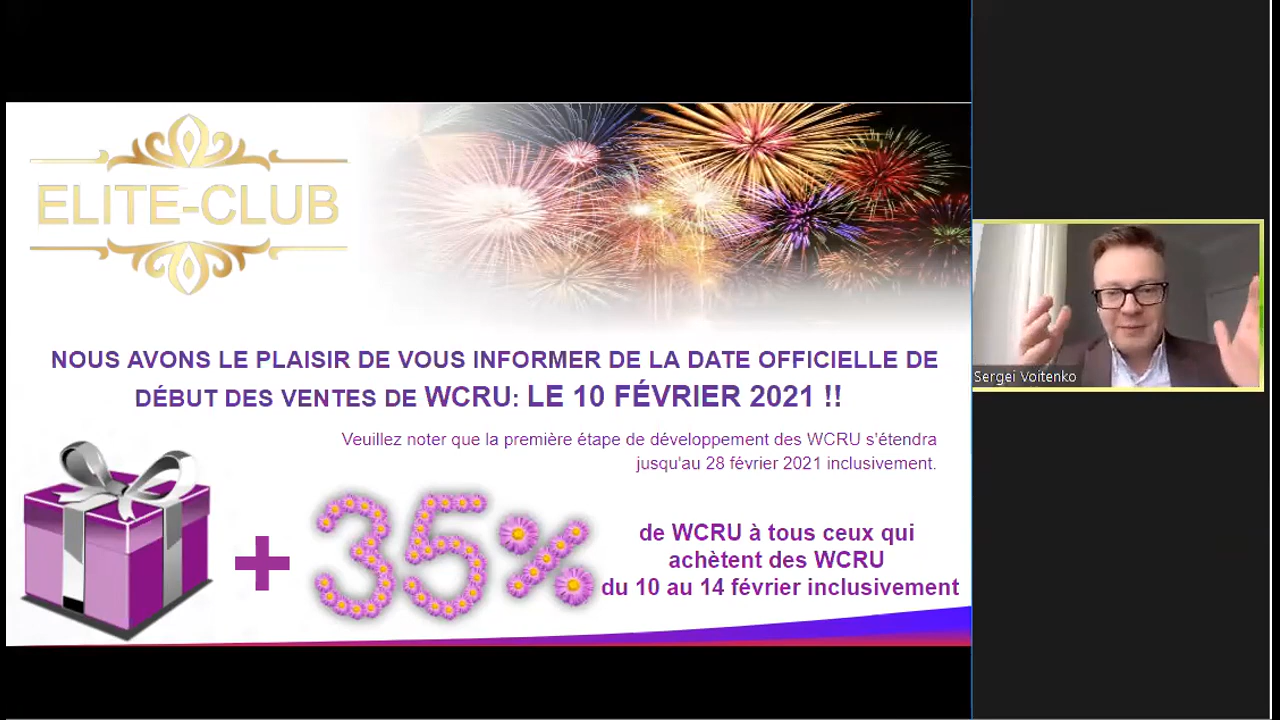 ELITE-CLUB
NOUS AVONS LE PLAISIR DE VOUS INFORMER DE LA DATE OFFICIELLE DE
DÉBUT DES VENTES DE WCRU: LE 10 FÉVRIER 2021 !!
Veuillez noter que la première étape de développement des WCRU s'étendra
jusqu'au 28 février 2021 inclusivement.
+ 35%
de WCRU à tous ceux qui
achètent des WCRU
du 10 au 14 février inclusivement
Sergei Voitenko